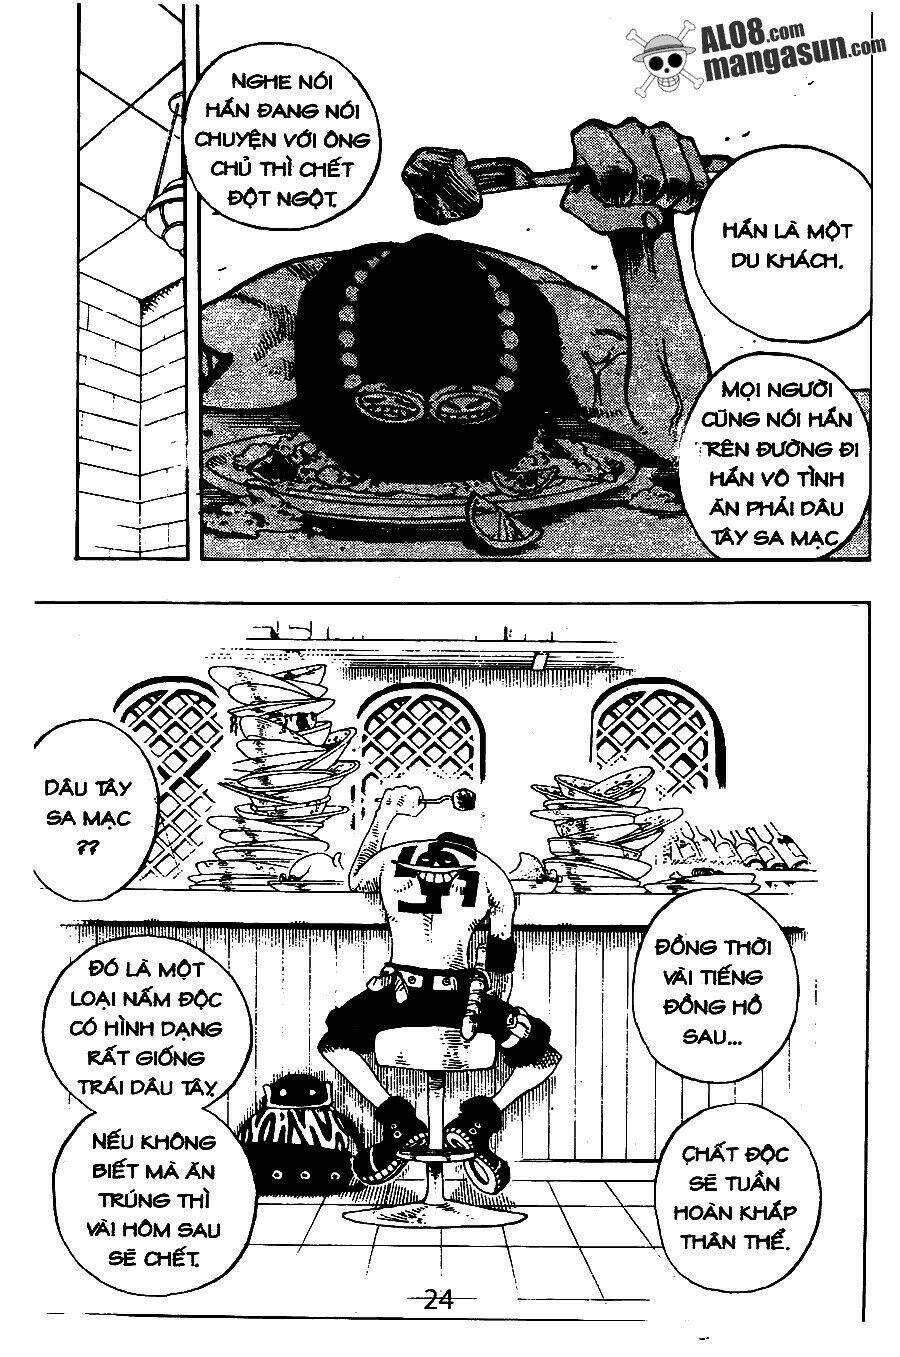 AL08.com
mangasun.com
NGHE NÓI
HẮN ĐANG NÓI
CHUYỆN VỚI ÔNG
CHỦ THÌ CHẾT
ĐỘT NGỘT.
HẮN LÀ MỘT
DU KHÁCH.
MỌI NGƯỜI
CŨNG NÓI HẮN
TRÊN ĐƯỜNG ĐI
HẮN VÔ TÌNH
ĂN PHẢI DÂU
TÂY SA MẠC
DÂU TÂY
SA MẠC
??
ĐÓ LÀ MỘT
LOẠI NẤM ĐỘC
CÓ HÌNH DẠNG
RẤT GIỐNG
TRÁI DÂU TÂY.
NẾU KHÔNG
BIẾT MÀ ĂN
TRÚNG THÌ
VÀI HÔM SAU
SẼ CHẾT.
ĐỒNG THỜI
VÀI TIẾNG
ĐỒNG HỒ
SAU...
CHẤT ĐỘC
SẼ TUẦN
HOÀN KHẮP
THÂN THỂ.
24